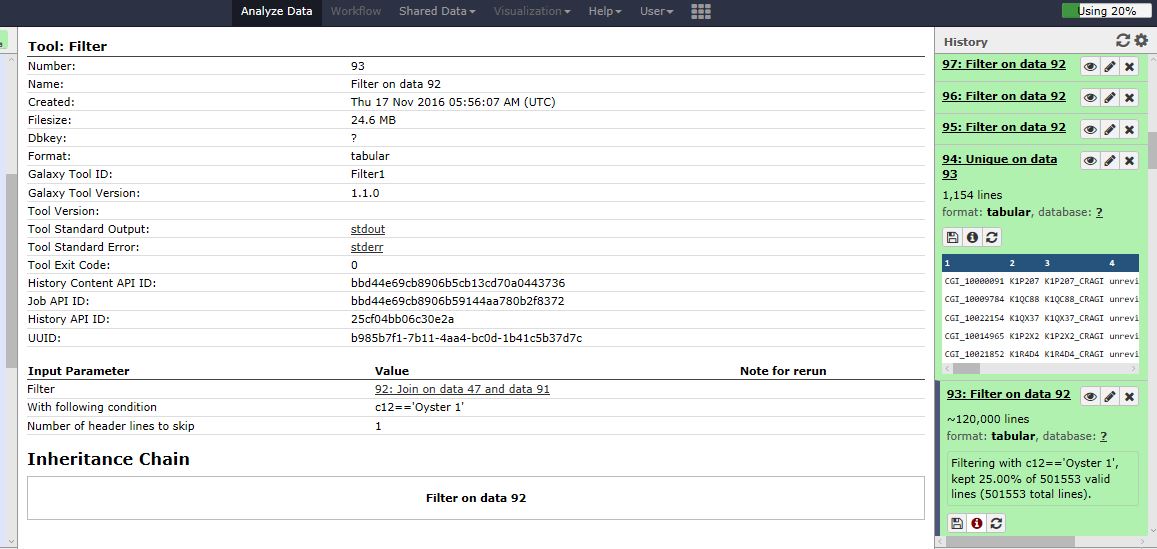 Analyze Data Workflow Shared Data Visualization Help User Using 20%
Tool: Filter
Number: 93
Name: Filter on data 92
Created: Thu 17 Nov 2016 05:56:07 AM (UTC)
Filesize: 24.6 MB
Dbkey: ?
Format: tabular
Galaxy Tool ID: Filter1
Galaxy Tool Version: 1.1.0
Tool Version:
Tool Standard Output: stdout
Tool Standard Error: stderr
Tool Exit Code: 0
History Content API ID: bbd44e69cb8906b5cb13cd70a0443736
Job API ID: bbd44e69cb8906b59144aa780b2f8372
History API ID: 25cf04bb06c30e2a
UUID: b985b7f1-7b11-4aa4-bc0d-1b41c5b37d7c
Input Parameter Value Note for rerun
Filter 92: Join on data 47 and data 91
With following condition c12=='Oyster 1'
Number of header lines to skip 1
Inheritance Chain
Filter on data 92
History
97: Filter on data 92
96: Filter on data 92
95: Filter on data 92
94: Unique on data
93
1,154 lines
format: tabular, database: ?
1 2 3 4
CGI_10000091 K1P207 K1P207_CRAGI unrevi
CGI_10009784 K1QC88 K1QC88_CRAGI unrevi
CGI_10022154 K1QX37 K1QX37_CRAGI unrevi
CGI_10014965 K1P2X2 K1P2X2_CRAGI unrevi
CGI_10021852 K1R4D4 K1R4D4_CRAGI unrevi
93: Filter on data 92
~120,000 lines
format: tabular, database: ?
Filtering with c12=='Oyster 1',
kept 25.00% of 501553 valid
lines (501553 total lines).